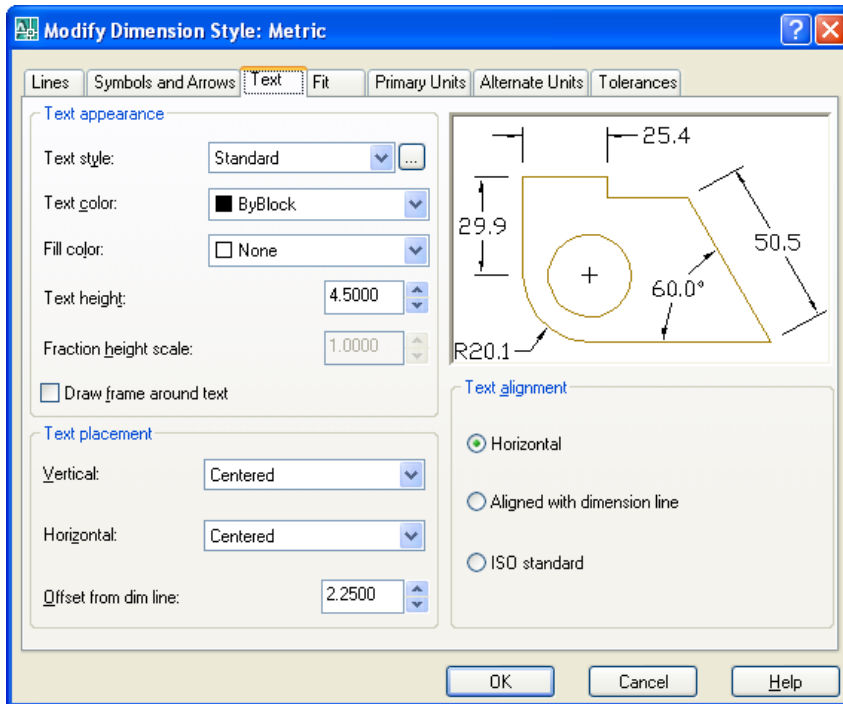 Modify Dimension Style: Metric
Lines Symbols and Arrows Text Fit Primary Units Alternate Units Tolerances
Text appearance
Text style: Standard ...
Text color: ByBlock
Fill color: None
Text height: 4.5000
Fraction height scale: 1.0000
Draw frame around text
Text placement
Vertical: Centered
Horizontal: Centered
Offset from dim line: 2.2500
25.4
29.9
50.5
60.0°
R20.1
Text alignment
Horizontal
Aligned with dimension line
ISO standard
OK Cancel Help